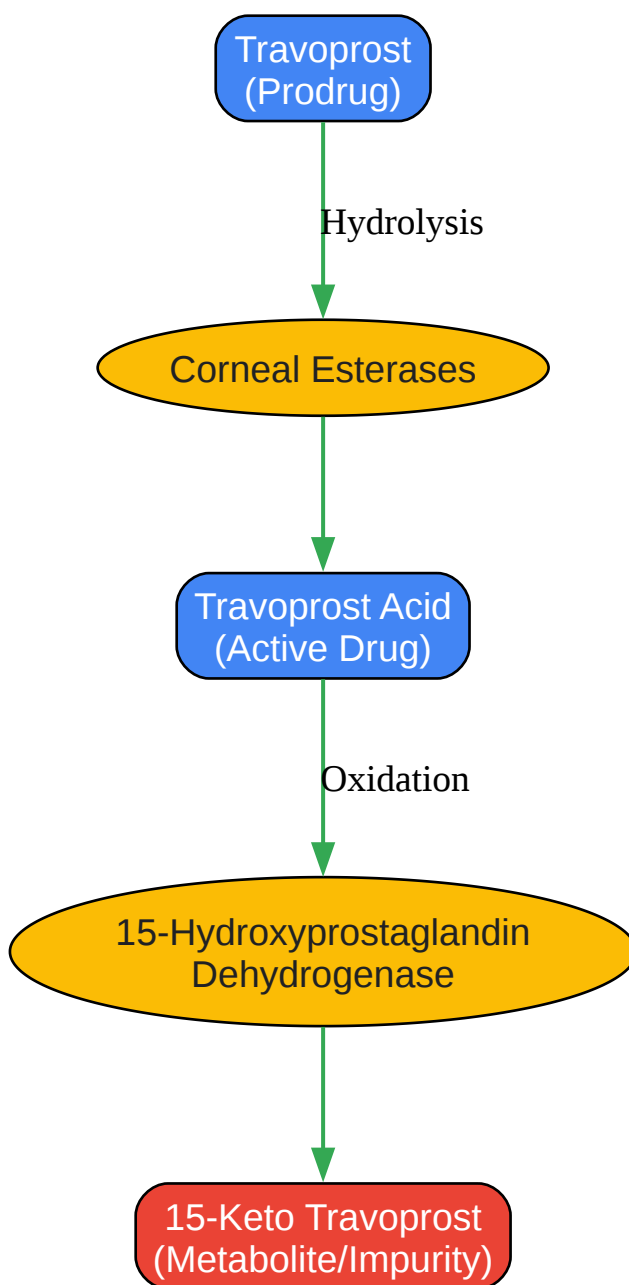 Travoprost
(Prodrug)
Hydrolysis
Corneal Esterases
Travoprost Acid
(Active Drug)
Oxidation
15-Hydroxyprostaglandin
Dehydrogenase
15-Keto Travoprost
(Metabolite/Impurity)